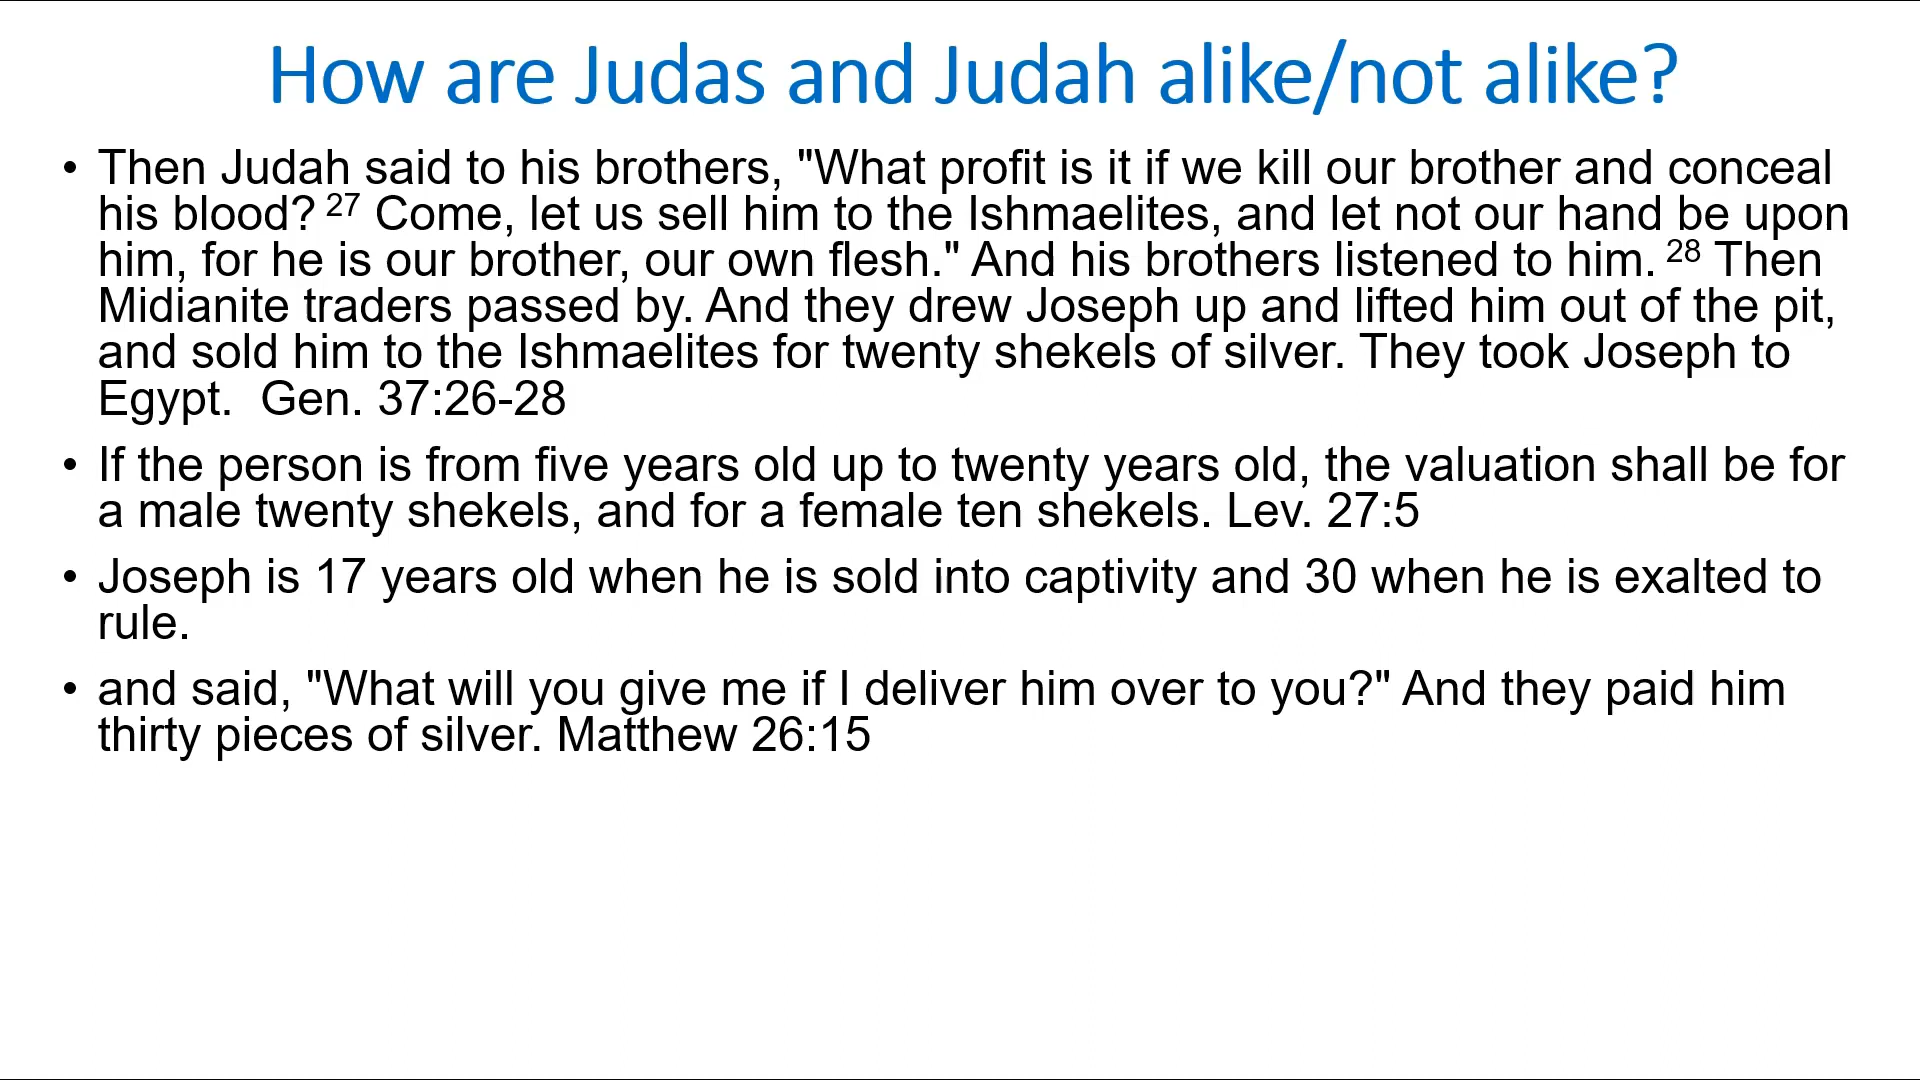 How are Judas and Judah alike/not alike?
• Then Judah said to his brothers, "What profit is it if we kill our brother and conceal
his blood? 27 Come, let us sell him to the Ishmaelites, and let not our hand be upon
him, for he is our brother, our own flesh." And his brothers listened to him. 28 Then
Midianite traders passed by. And they drew Joseph up and lifted him out of the pit,
and sold him to the Ishmaelites for twenty shekels of silver. They took Joseph to
Egypt.  Gen. 37:26-28
• If the person is from five years old up to twenty years old, the valuation shall be for
a male twenty shekels, and for a female ten shekels. Lev. 27:5
• Joseph is 17 years old when he is sold into captivity and 30 when he is exalted to
rule.
• and said, "What will you give me if I deliver him over to you?" And they paid him
thirty pieces of silver. Matthew 26:15